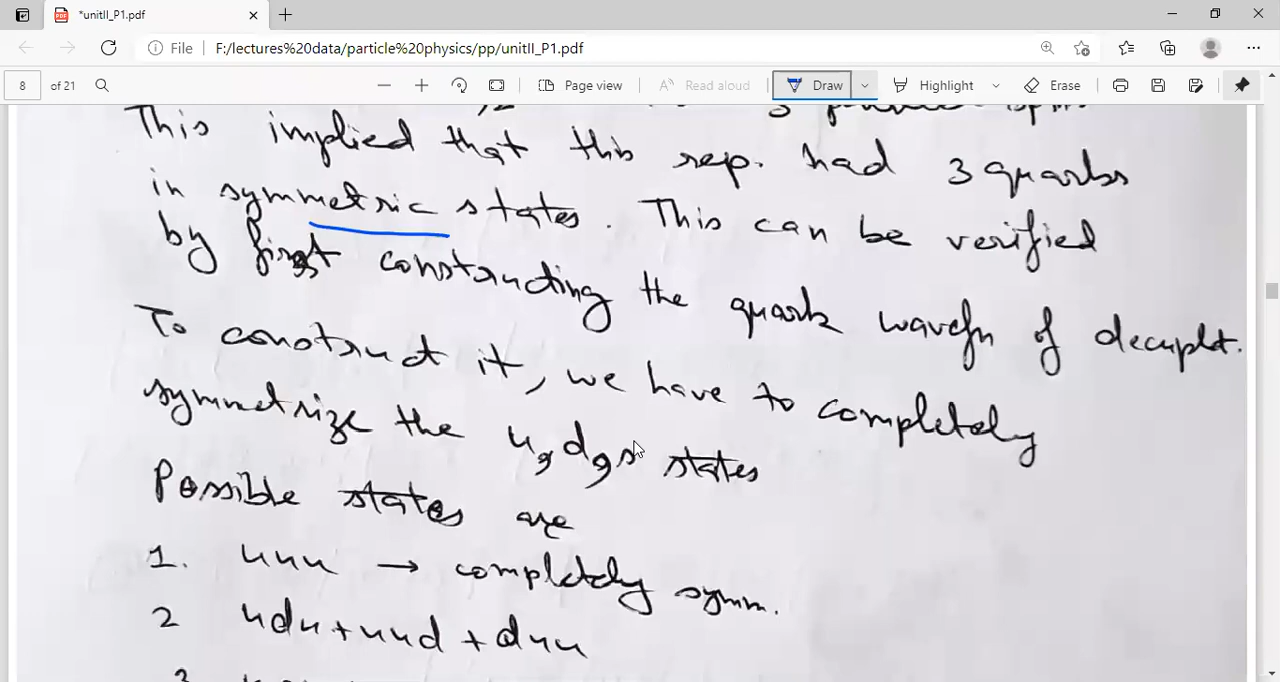 *unitII_P1.pdf
File F:/lectures%20data/particle%20physics/pp/unitII_P1.pdf
8 of 21 Page view Read aloud Draw Highlight Erase
This implied that this rep. had 3 quarks
in symmetric states. This can be verified
by first constructing the quark wavefn of decuplet.
To construct it, we have to completely
symmetrize the u, d, s states
Possible states are
1. uuu → completely symm.
2 udu + uud + duu
3